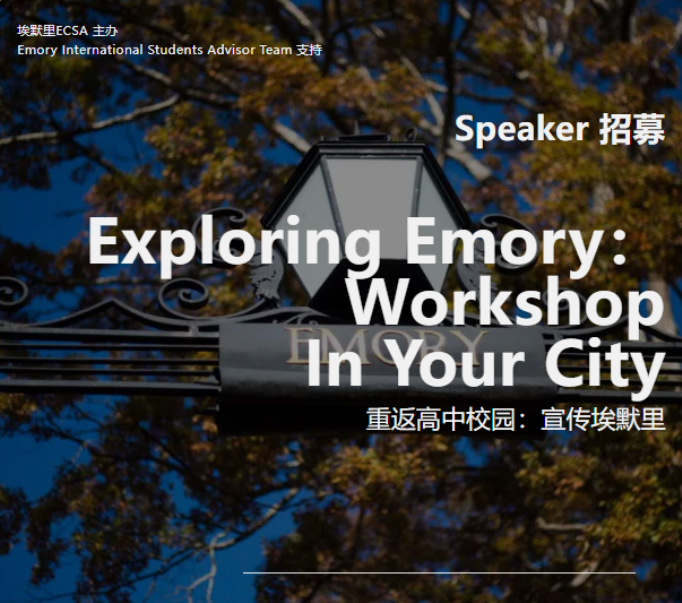 埃默里ECSA 主办
Emory International Students Advisor Team 支持
Speaker 招募
Exploring Emory：
Workshop
EMORY
In Your City
重返高中校园：宣传埃默里